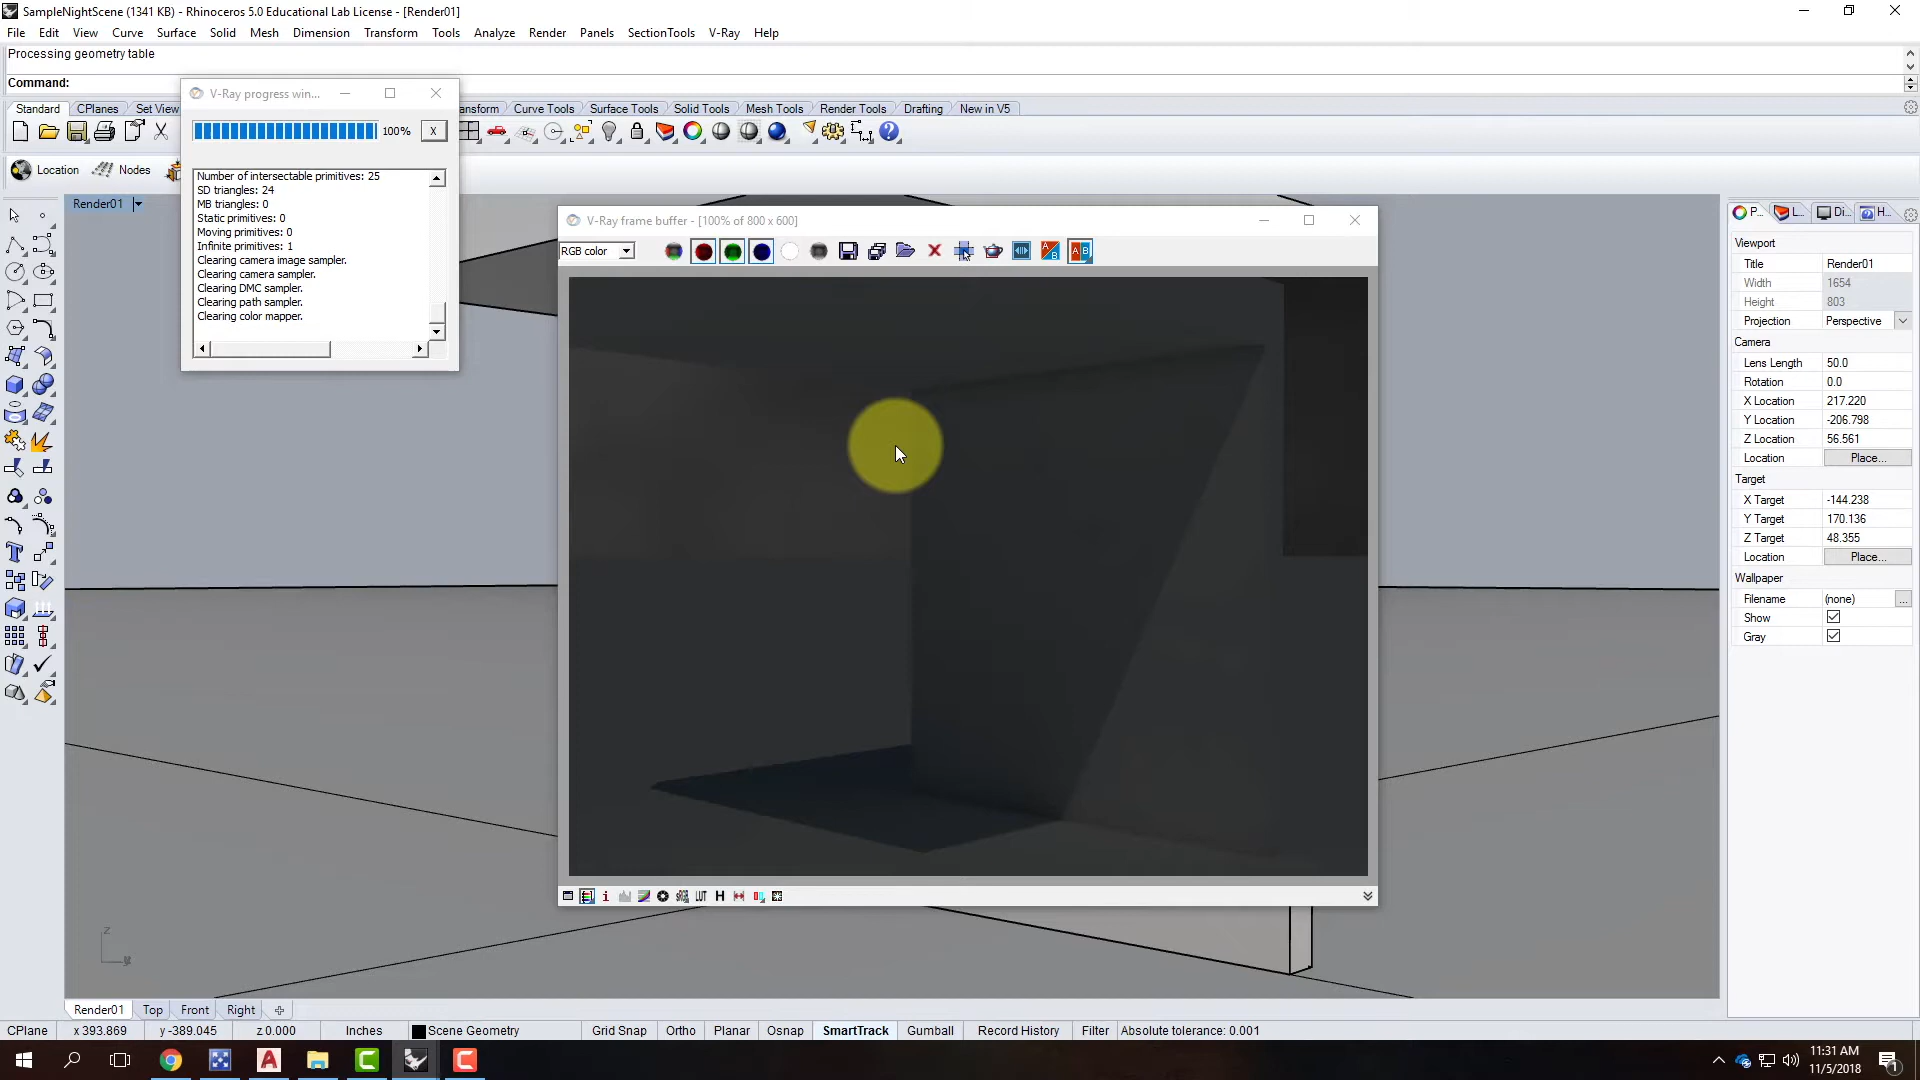 SampleNightScene (1341 KB) - Rhinoceros 5.0 Educational Lab License - [Render01]
File Edit View Curve Surface Solid Mesh Dimension Transform Tools Analyze Render Panels SectionTools V-Ray Help
Processing geometry table
Command:
V-Ray progress win...
Standard CPlanes Set View ansform Curve Tools Surface Tools Solid Tools Mesh Tools Render Tools Drafting New in V5
100% X
Location Nodes
Number of intersectable primitives: 25
SD triangles: 24
MB triangles: 0
Static primitives: 0
Moving primitives: 0
Infinite primitives: 1
Clearing camera image sampler.
Clearing camera sampler.
Clearing DMC sampler.
Clearing path sampler.
Clearing color mapper.
Render01
V-Ray frame buffer - [100% of 800 x 600]
RGB color
P... L... Di... H...
Viewport
Title Render01
Width 1654
Height 803
Projection Perspective
Camera
Lens Length 50.0
Rotation 0.0
X Location 217.220
Y Location -206.798
Z Location 56.561
Location Place...
Target
X Target -144.238
Y Target 170.136
Z Target 48.355
Location Place...
Wallpaper
Filename (none) ...
Show
Gray
LUT H
z
y
Render01 Top Front Right
CPlane x 393.869 y -389.045 z 0.000 Inches Scene Geometry Grid Snap Ortho Planar Osnap SmartTrack Gumball Record History Filter Absolute tolerance: 0.001
11:31 AM
11/5/2018
1